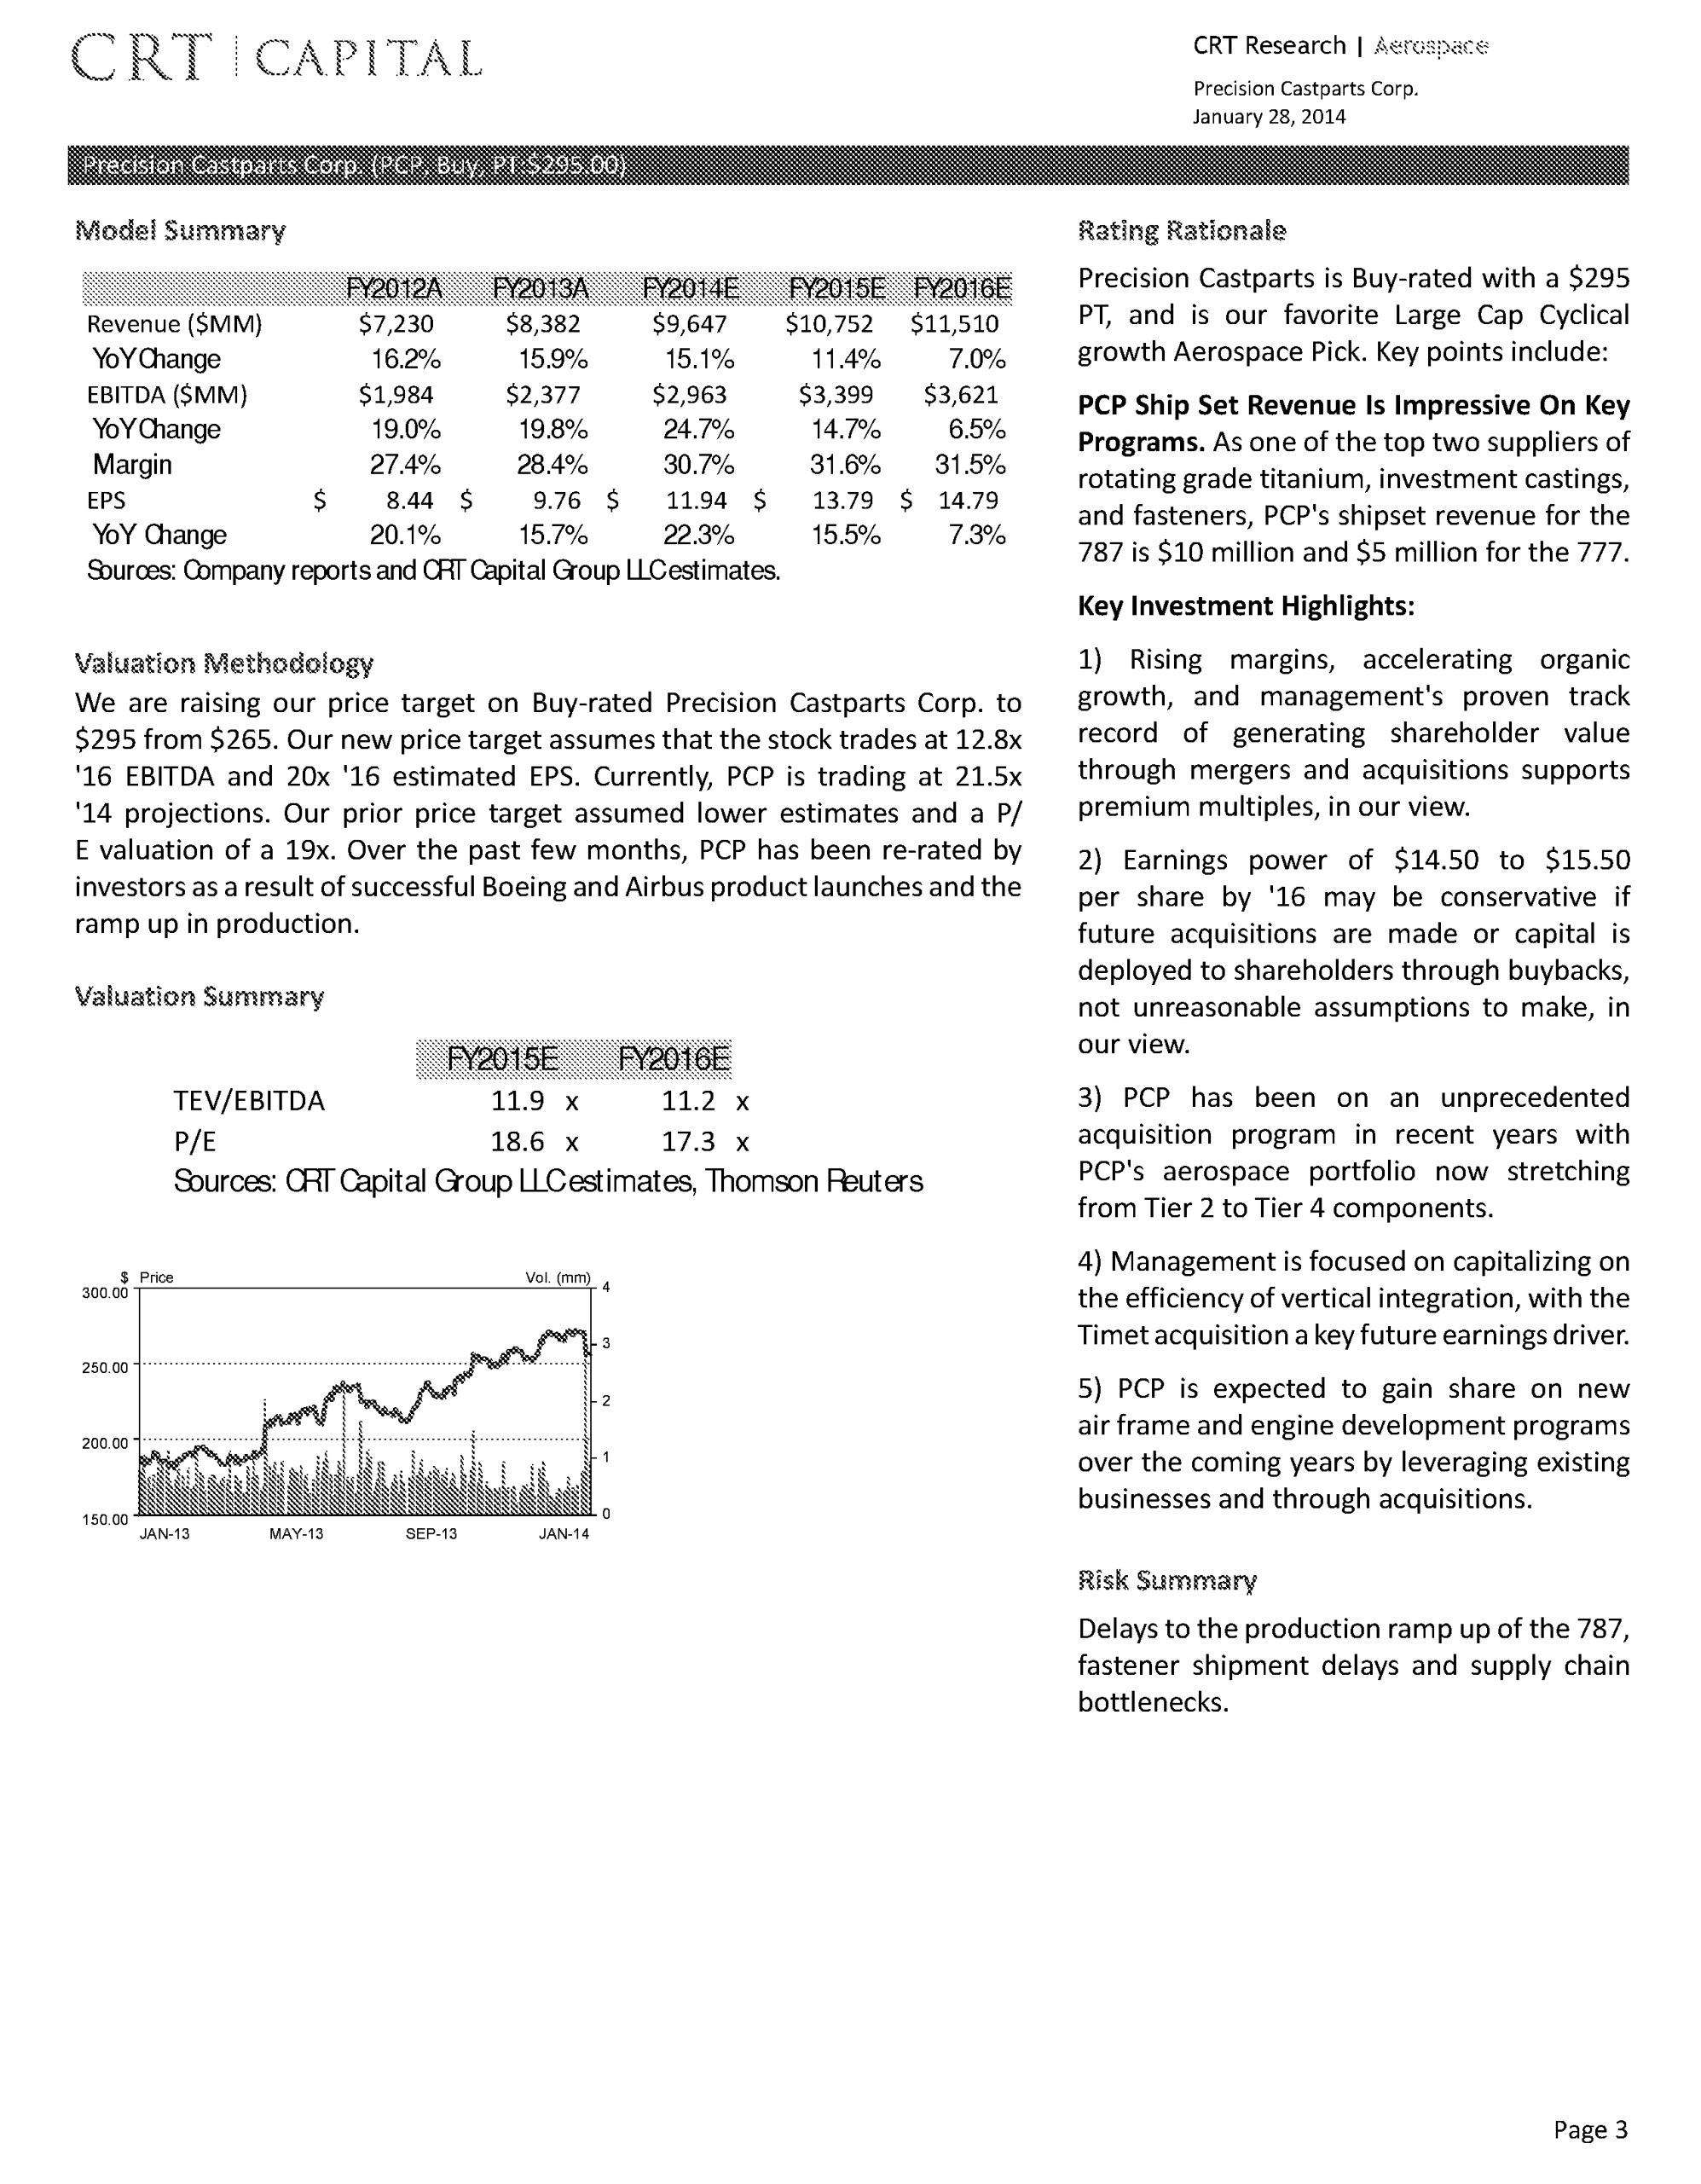 CRT | CAPITAL
CRT Research | Aerospace
Precision Castparts Corp.
January 28, 2014
Precision Castparts Corp. (PCP, Buy, PT:$295.00)
Model Summary
FY2012A FY2013A FY2014E FY2015E FY2016E
Revenue ($MM) $7,230 $8,382 $9,647 $10,752 $11,510
YoY Change 16.2% 15.9% 15.1% 11.4% 7.0%
EBITDA ($MM) $1,984 $2,377 $2,963 $3,399 $3,621
YoY Change 19.0% 19.8% 24.7% 14.7% 6.5%
Margin 27.4% 28.4% 30.7% 31.6% 31.5%
EPS $ 8.44 $ 9.76 $ 11.94 $ 13.79 $ 14.79
YoY Change 20.1% 15.7% 22.3% 15.5% 7.3%
Sources: Company reports and CRT Capital Group LLC estimates.
Valuation Methodology
We are raising our price target on Buy-rated Precision Castparts Corp. to
$295 from $265. Our new price target assumes that the stock trades at 12.8x
'16 EBITDA and 20x '16 estimated EPS. Currently, PCP is trading at 21.5x
'14 projections. Our prior price target assumed lower estimates and a P/
E valuation of a 19x. Over the past few months, PCP has been re-rated by
investors as a result of successful Boeing and Airbus product launches and the
ramp up in production.
Valuation Summary
FY2015E FY2016E
TEV/EBITDA 11.9 x 11.2 x
P/E 18.6 x 17.3 x
Sources: CRT Capital Group LLC estimates, Thomson Reuters
$ Price Vol. (mm)
300.00 4
3
250.00
2
200.00
1
150.00 0
JAN-13 MAY-13 SEP-13 JAN-14
Rating Rationale
Precision Castparts is Buy-rated with a $295
PT, and is our favorite Large Cap Cyclical
growth Aerospace Pick. Key points include:
PCP Ship Set Revenue Is Impressive On Key
Programs. As one of the top two suppliers of
rotating grade titanium, investment castings,
and fasteners, PCP's shipset revenue for the
787 is $10 million and $5 million for the 777.
Key Investment Highlights:
1) Rising margins, accelerating organic
growth, and management's proven track
record of generating shareholder value
through mergers and acquisitions supports
premium multiples, in our view.
2) Earnings power of $14.50 to $15.50
per share by '16 may be conservative if
future acquisitions are made or capital is
deployed to shareholders through buybacks,
not unreasonable assumptions to make, in
our view.
3) PCP has been on an unprecedented
acquisition program in recent years with
PCP's aerospace portfolio now stretching
from Tier 2 to Tier 4 components.
4) Management is focused on capitalizing on
the efficiency of vertical integration, with the
Timet acquisition a key future earnings driver.
5) PCP is expected to gain share on new
air frame and engine development programs
over the coming years by leveraging existing
businesses and through acquisitions.
Risk Summary
Delays to the production ramp up of the 787,
fastener shipment delays and supply chain
bottlenecks.
Page 3